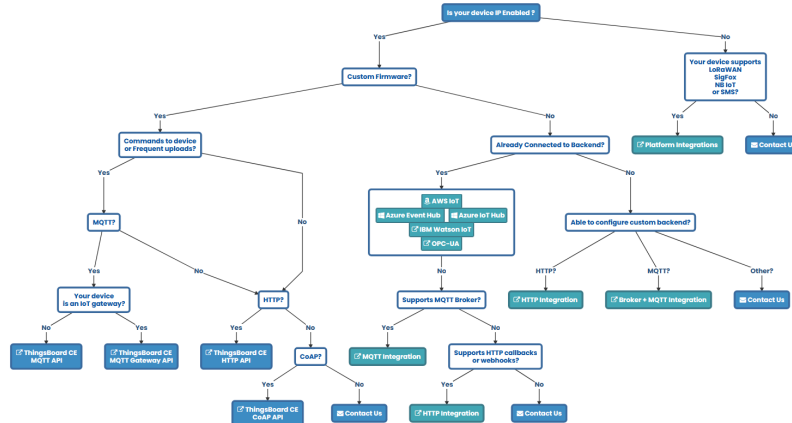 Is your device IP Enabled ?
Yes
No
Custom Firmware?
Your device supports
LoRaWAN
SigFox
NB IoT
or SMS?
Yes
No
Yes
No
Commands to device
or Frequent uploads?
Already Connected to Backend?
Platform Integrations
Contact U
Yes
No
Yes
No
AWS IoT
Azure Event Hub
Azure IoT Hub
IBM Watson IoT
OPC-UA
MQTT?
Able to configure custom backend?
Yes
No
No
HTTP?
MQTT?
Other?
Your device
is an IoT gateway?
HTTP?
Supports MQTT Broker?
HTTP Integration
Broker + MQTT Integration
Contact Us
No
Yes
Yes
No
Yes
No
ThingsBoard CE
MQTT API
ThingsBoard CE
MQTT Gateway API
ThingsBoard CE
HTTP API
CoAP?
MQTT Integration
Supports HTTP callbacks
or webhooks?
Yes
No
Yes
No
ThingsBoard CE
CoAP API
Contact Us
HTTP Integration
Contact Us